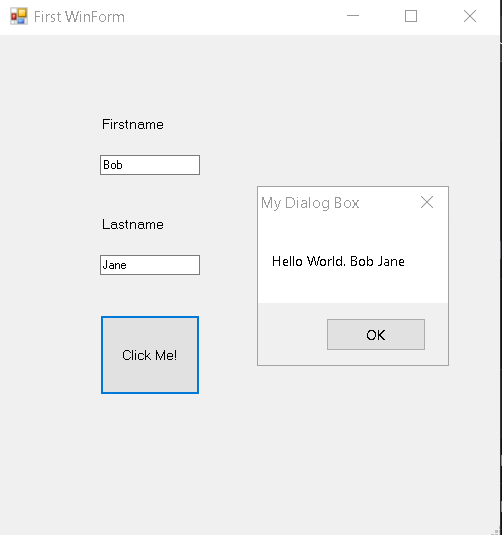 First WinForm
Firstname
Bob
Lastname
Jane
Click Me!
My Dialog Box
Hello World. Bob Jane
OK